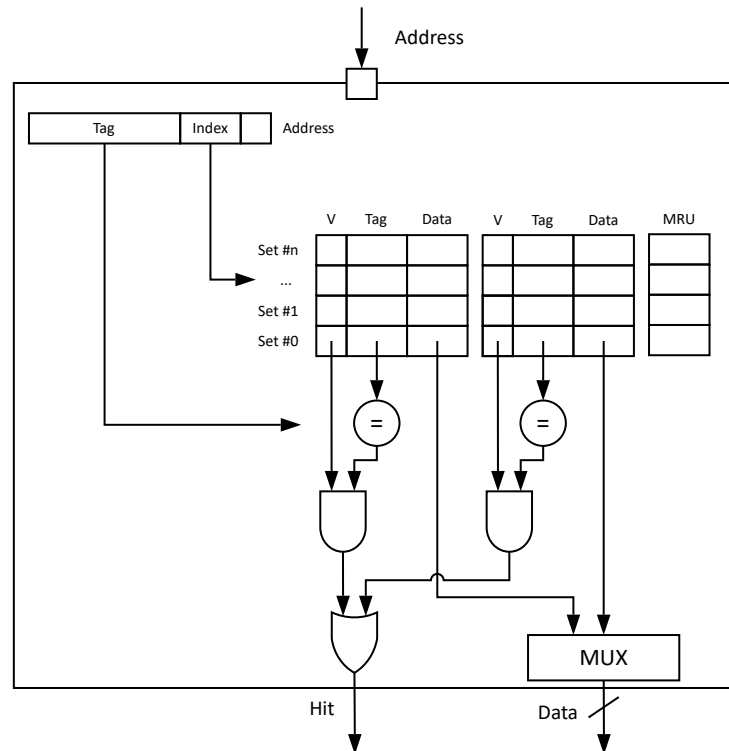 Address
Tag Index Address
V Tag Data V Tag Data MRU
Set #n
...
Set #1
Set #0
= =
MUX
Hit Data